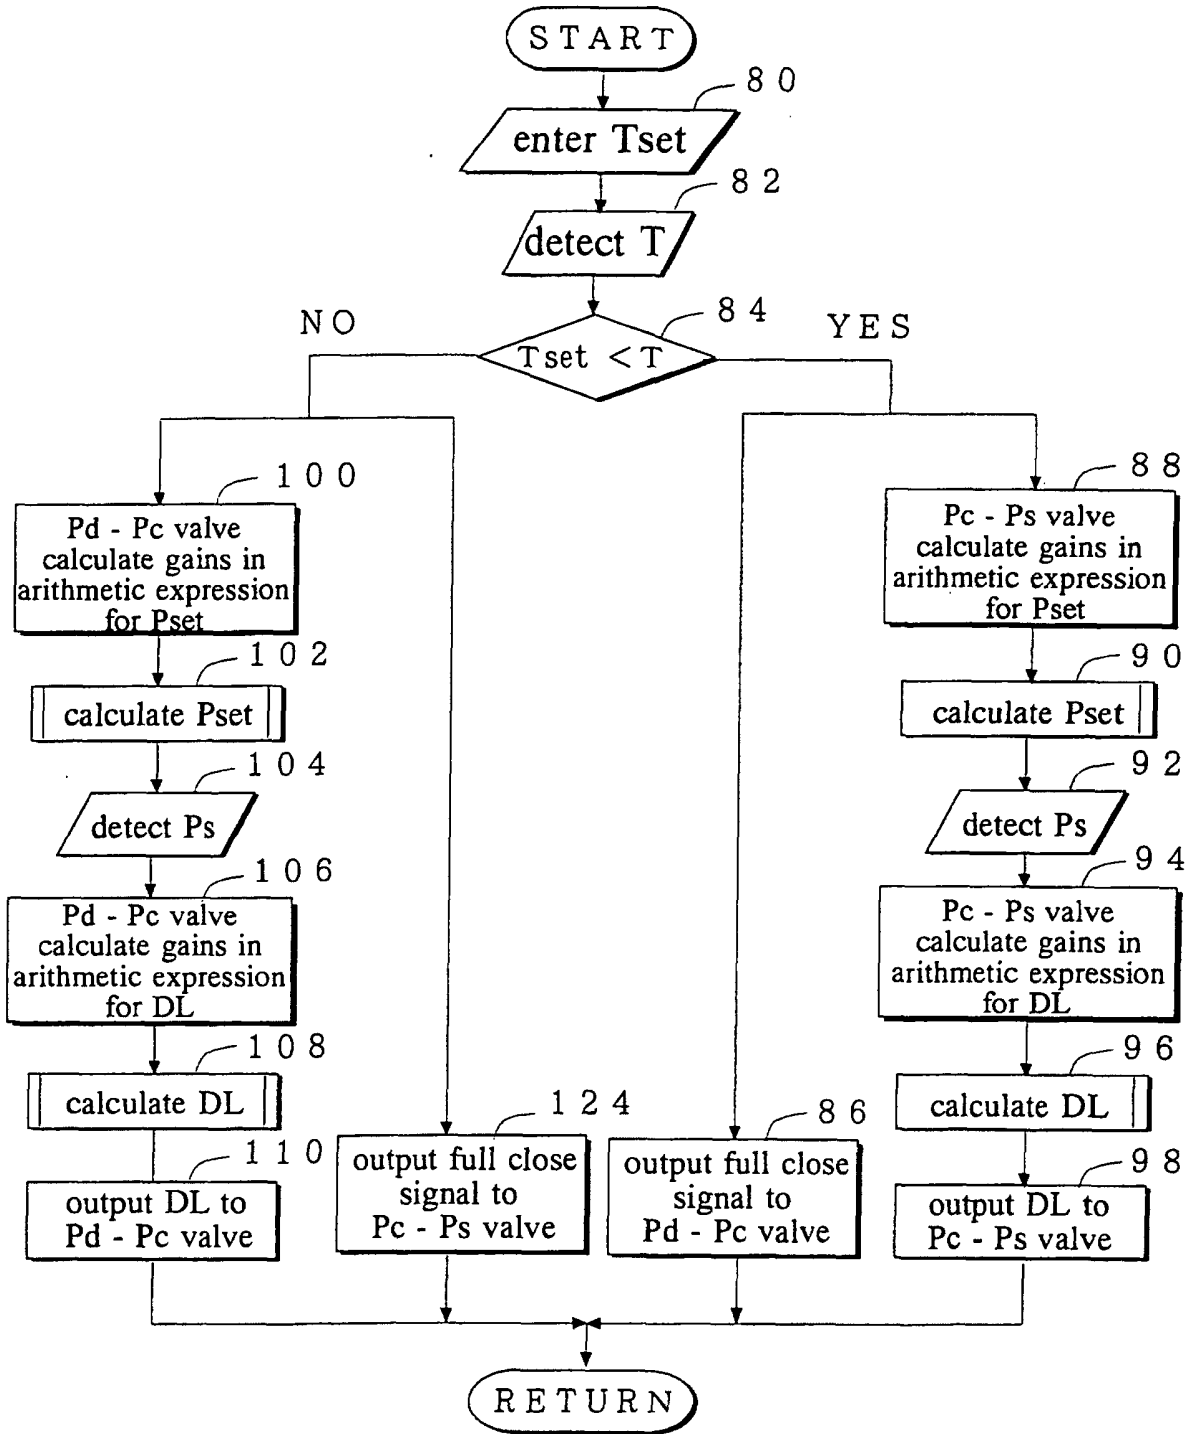 START
80
enter Tset
82
detect T
84
NO
YES
Tset < T
100
Pd - Pc valve
calculate gains in
arithmetic expression
for Pset
102
calculate Pset
104
detect Ps
106
Pd - Pc valve
calculate gains in
arithmetic expression
for DL
108
calculate DL
110
output DL to
Pd - Pc valve
124
output full close
signal to
Pc - Ps valve
86
output full close
signal to
Pd - Pc valve
88
Pc - Ps valve
calculate gains in
arithmetic expression
for Pset
90
calculate Pset
92
detect Ps
94
Pc - Ps valve
calculate gains in
arithmetic expression
for DL
96
calculate DL
98
output DL to
Pc - Ps valve
RETURN